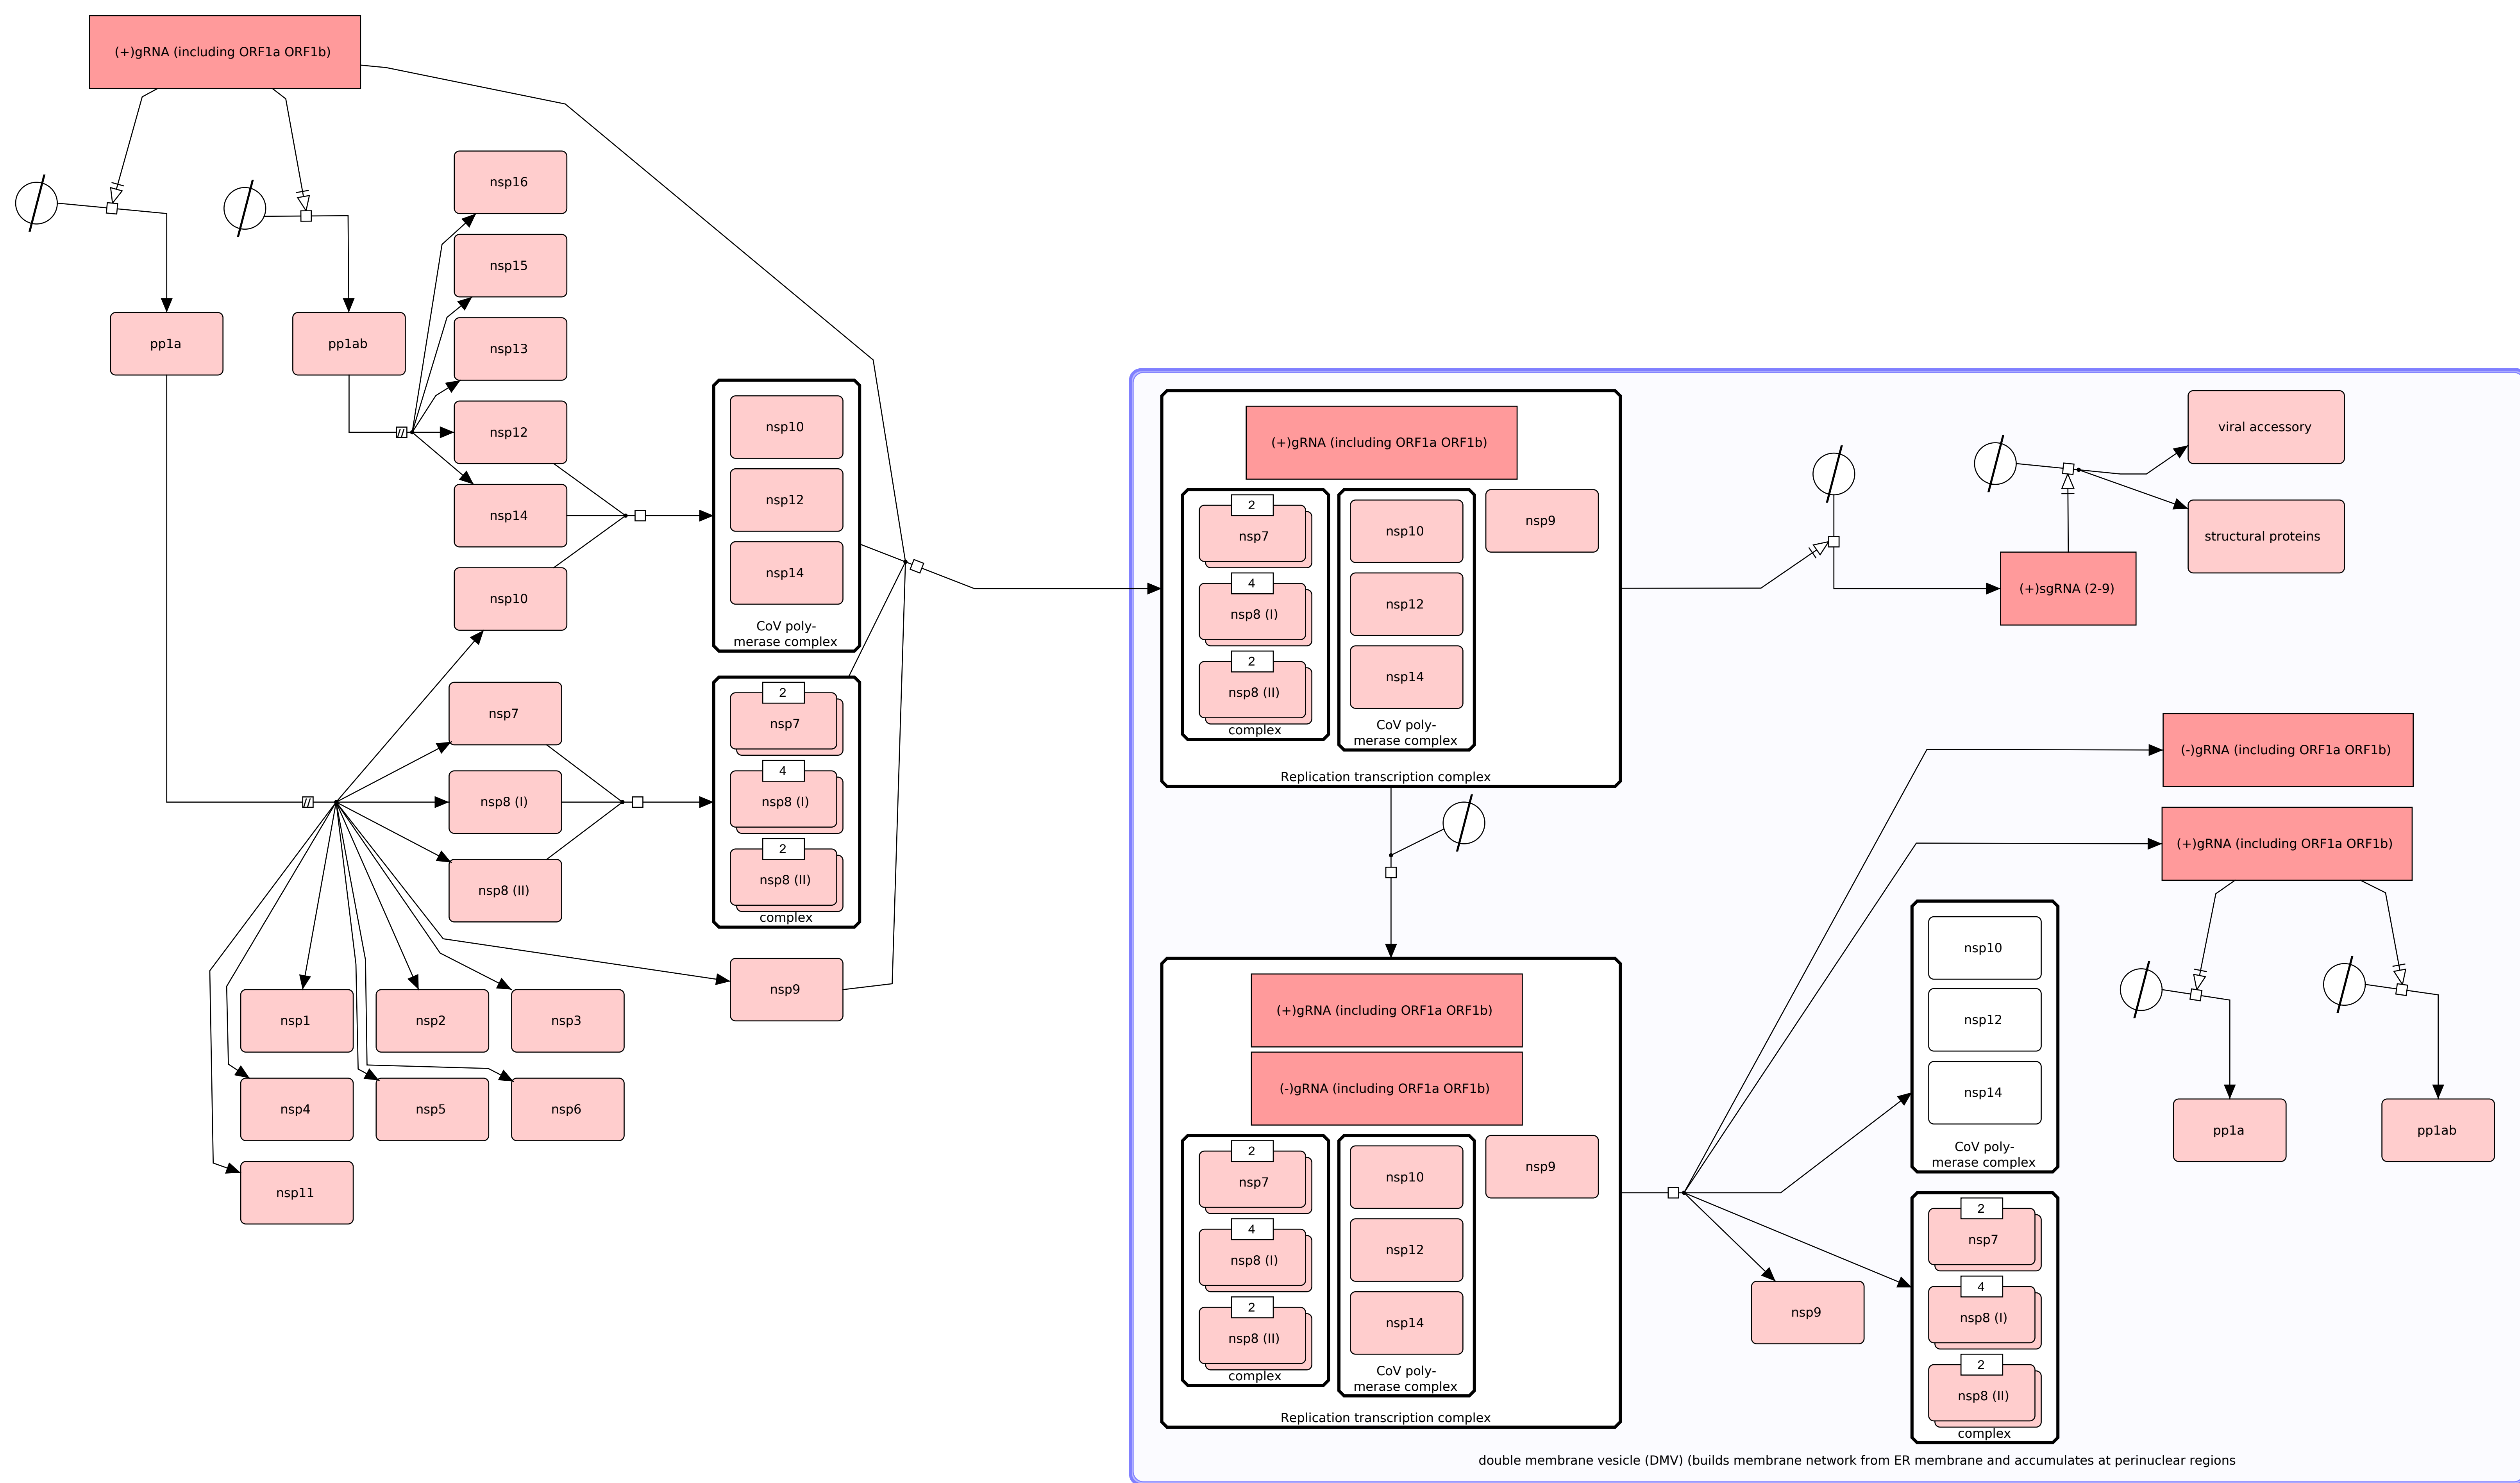 (+)gRNA (including ORF1a ORF1b)
nsp16
nsp15
pp1a
pp1ab
nsp13
nsp12
nsp14
nsp10
nsp10
nsp12
nsp14
CoV poly-
merase complex
nsp7
nsp8 (I)
nsp8 (II)
2
nsp7
4
nsp8 (I)
2
nsp8 (II)
complex
nsp9
nsp1
nsp2
nsp3
nsp4
nsp5
nsp6
nsp11
(+)gRNA (including ORF1a ORF1b)
2
nsp7
4
nsp8 (I)
2
nsp8 (II)
complex
nsp10
nsp12
nsp14
CoV poly-
merase complex
nsp9
Replication transcription complex
viral accessory
structural proteins
(+)sgRNA (2-9)
(+)gRNA (including ORF1a ORF1b)
(-)gRNA (including ORF1a ORF1b)
2
nsp7
4
nsp8 (I)
2
nsp8 (II)
complex
nsp10
nsp12
nsp14
CoV poly-
merase complex
nsp9
Replication transcription complex
(-)gRNA (including ORF1a ORF1b)
(+)gRNA (including ORF1a ORF1b)
nsp10
nsp12
nsp14
CoV poly-
merase complex
pp1a
pp1ab
nsp9
2
nsp7
4
nsp8 (I)
2
nsp8 (II)
complex
double membrane vesicle (DMV) (builds membrane network from ER membrane and accumulates at perinuclear regions